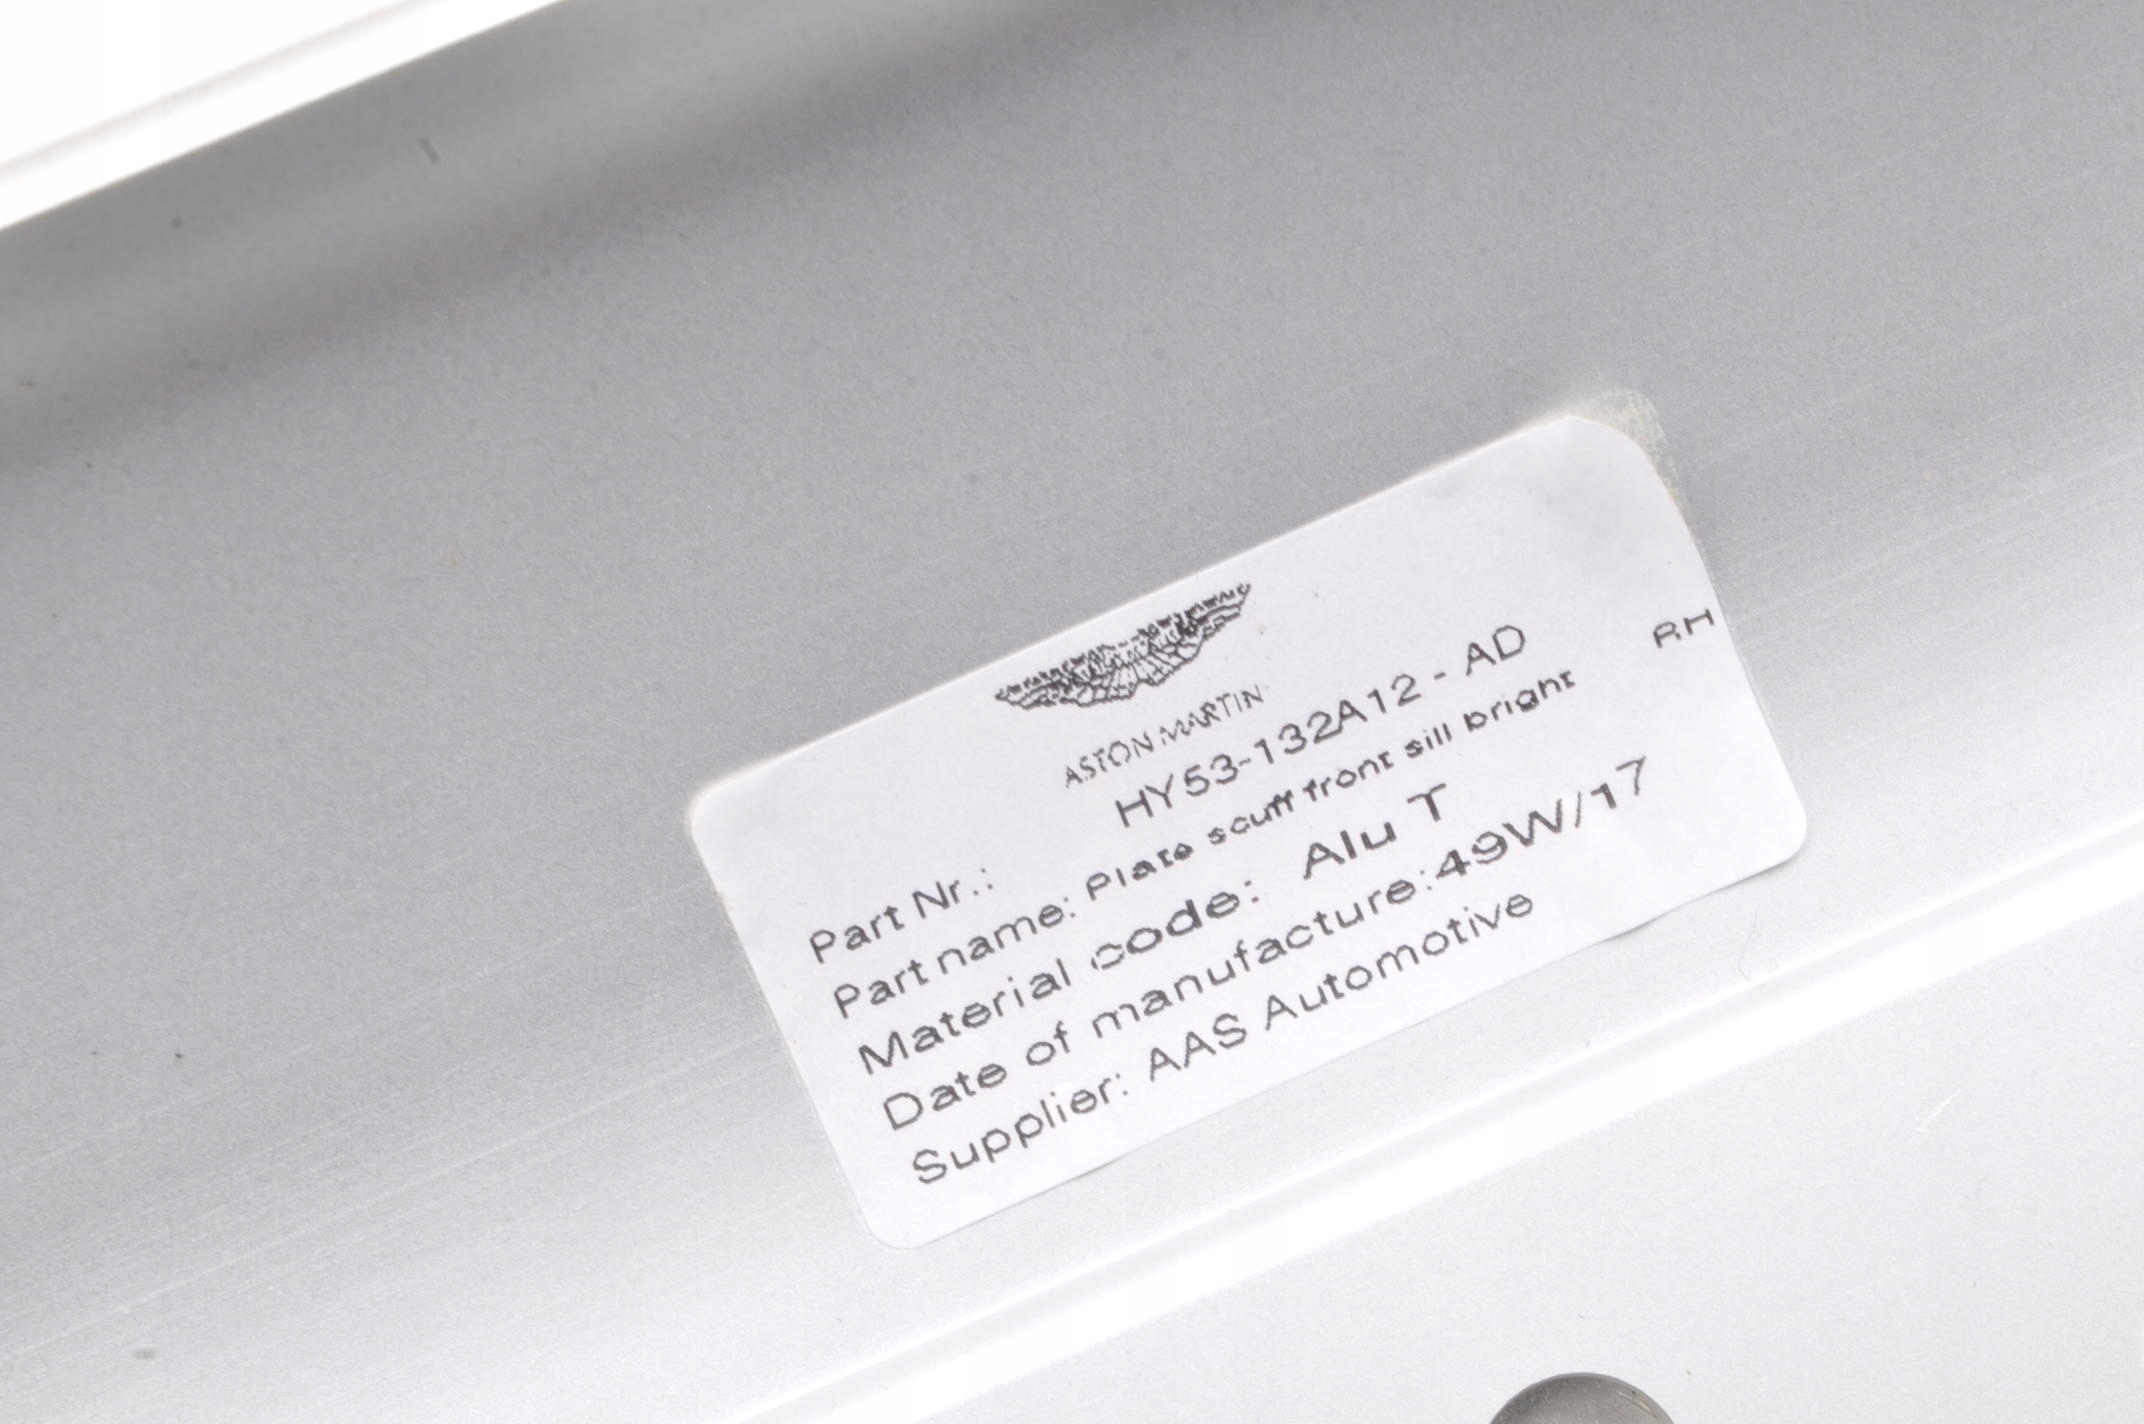 ASTON MARTIN
Part Nr.: HY53-132A12 - AD
Part name: Plate scuff front sill bright RH
Material code: Alu T
Date of manufacture:49W/17
Supplier: AAS Automotive